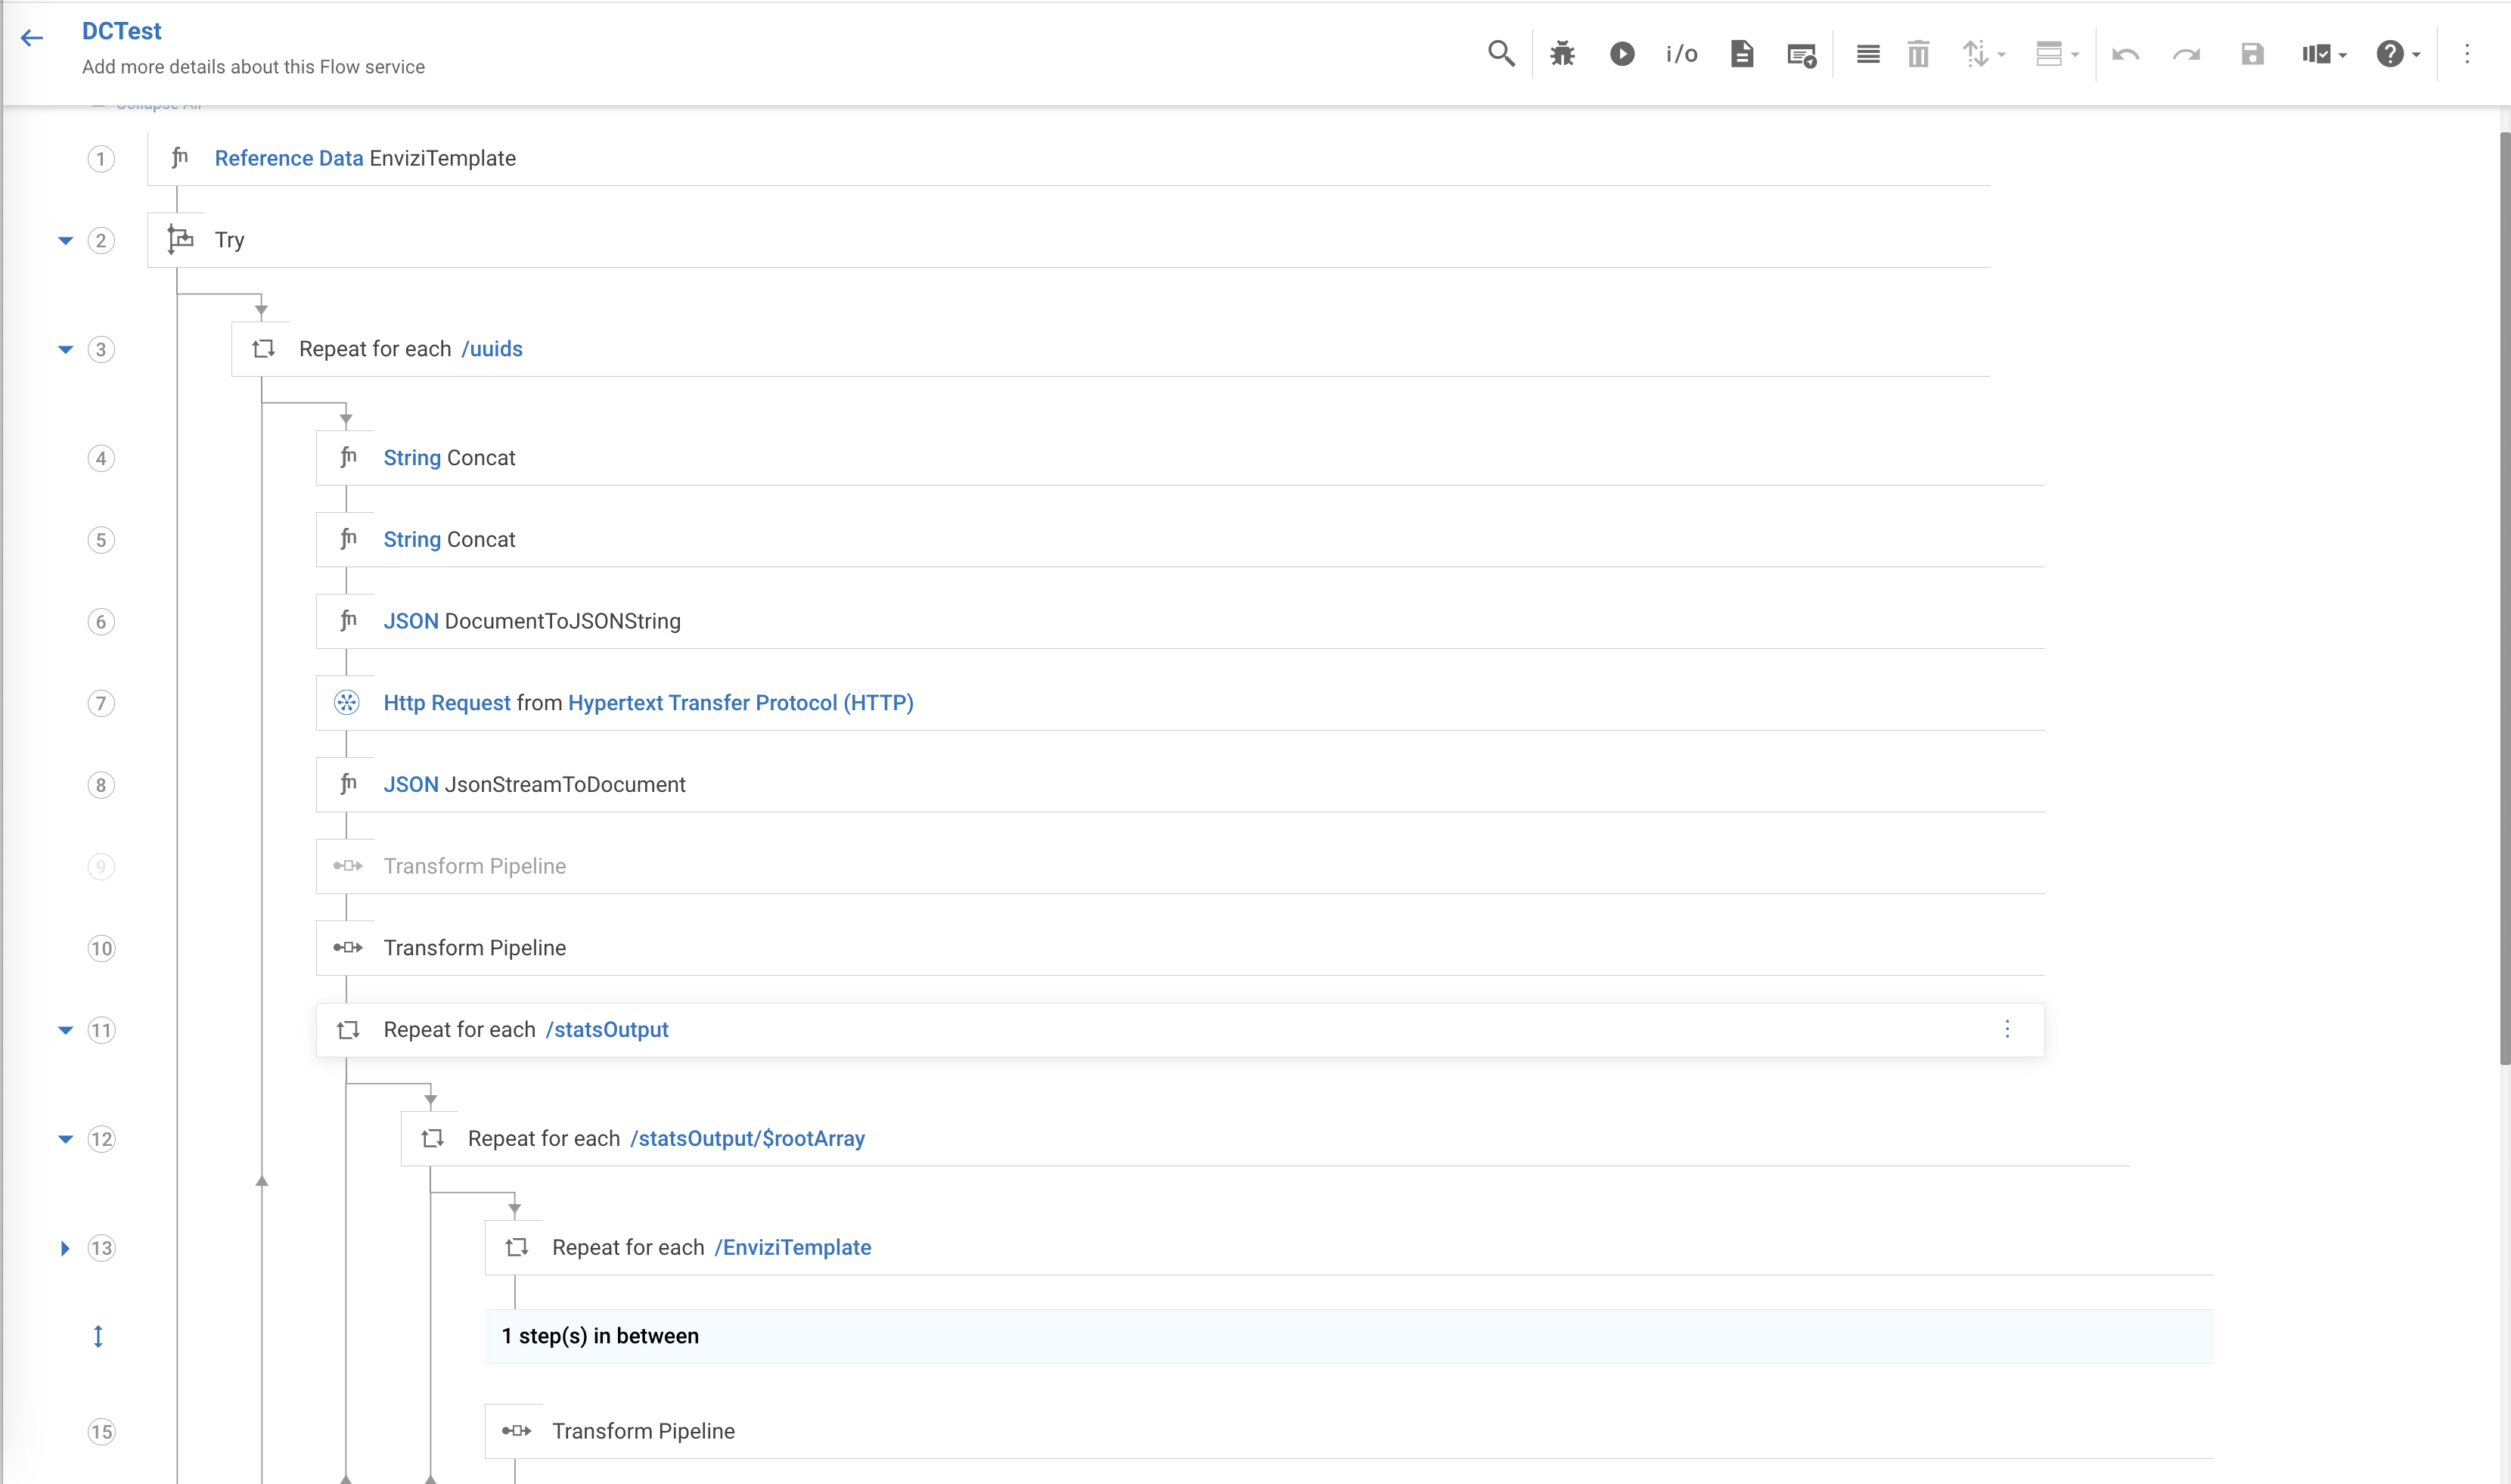 DCTest
Add more details about this Flow service
i/o
Collapse All
1 fn Reference Data EnviziTemplate
2 Try
3 Repeat for each /uuids
4 fn String Concat
5 fn String Concat
6 fn JSON DocumentToJSONString
7 Http Request from Hypertext Transfer Protocol (HTTP)
8 fn JSON JsonStreamToDocument
9 Transform Pipeline
10 Transform Pipeline
11 Repeat for each /statsOutput
12 Repeat for each /statsOutput/$rootArray
13 Repeat for each /EnviziTemplate
1 step(s) in between
15 Transform Pipeline